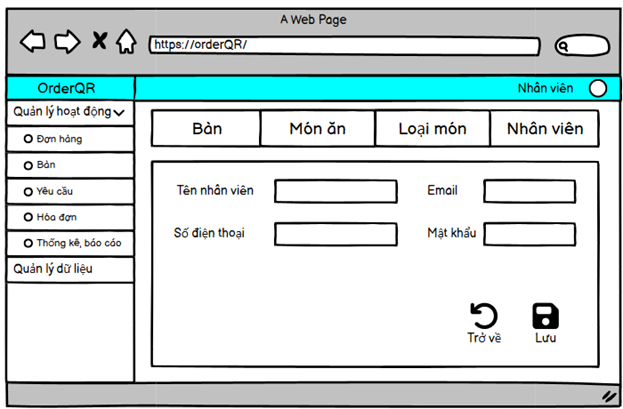 A Web Page
https://orderQR/
OrderQR
Nhân viên
Quản lý hoạt động
Đơn hàng
Bàn
Yêu cầu
Hóa đơn
Thống kê, báo cáo
Quản lý dữ liệu
Bàn
Món ăn
Loại món
Nhân viên
Tên nhân viên
Email
Số điện thoại
Mật khẩu
Trở về
Lưu